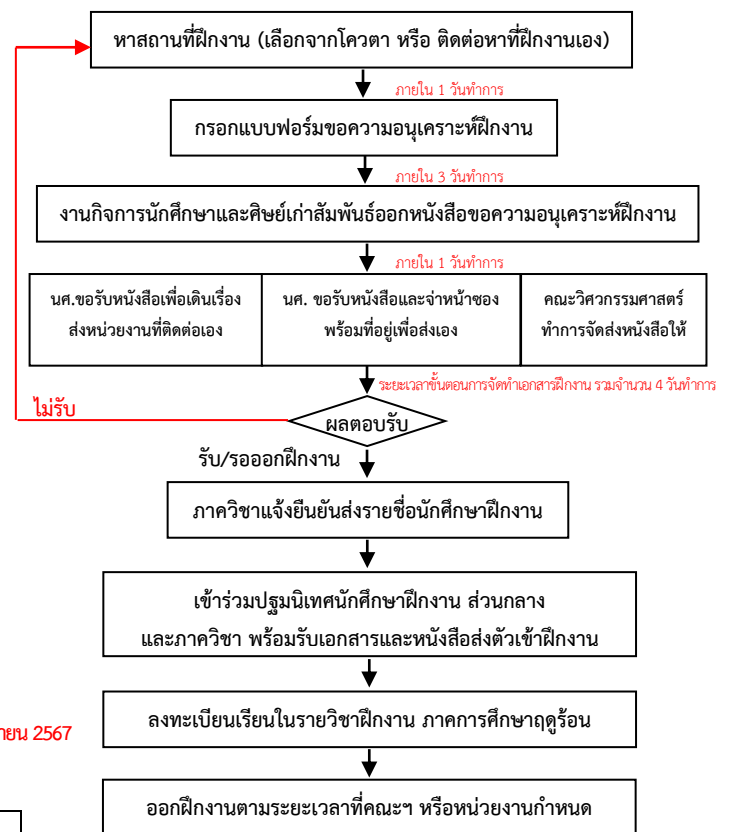 หาสถานที่ฝึกงาน (เลือกจากโควตา หรือ ติดต่อหาที่ฝึกงานเอง)
ภายใน 1 วันทำการ
กรอกแบบฟอร์มขอความอนุเคราะห์ฝึกงาน
ภายใน 3 วันทำการ
งานกิจการนักศึกษาและศิษย์เก่าสัมพันธ์ออกหนังสือขอความอนุเคราะห์ฝึกงาน
ภายใน 1 วันทำการ
นศ.ขอรับหนังสือเพื่อเดินเรื่อง
ส่งหน่วยงานที่ติดต่อเอง
นศ. ขอรับหนังสือและจ่าหน้าซอง
พร้อมที่อยู่เพื่อส่งเอง
คณะวิศวกรรมศาสตร์
ทำการจัดส่งหนังสือให้
ระยะเวลาขั้นตอนการจัดทำเอกสารฝึกงาน รวมจำนวน 4 วันทำการ
ไม่รับ
ผลตอบรับ
รับ/รอออกฝึกงาน
ภาควิชาแจ้งยืนยันส่งรายชื่อนักศึกษาฝึกงาน
เข้าร่วมปฐมนิเทศนักศึกษาฝึกงาน ส่วนกลาง
และภาควิชา พร้อมรับเอกสารและหนังสือส่งตัวเข้าฝึกงาน
ลงทะเบียนเรียนในรายวิชาฝึกงาน ภาคการศึกษาฤดูร้อน
ายน 2567
ออกฝึกงานตามระยะเวลาที่คณะฯ หรือหน่วยงานกำหนด